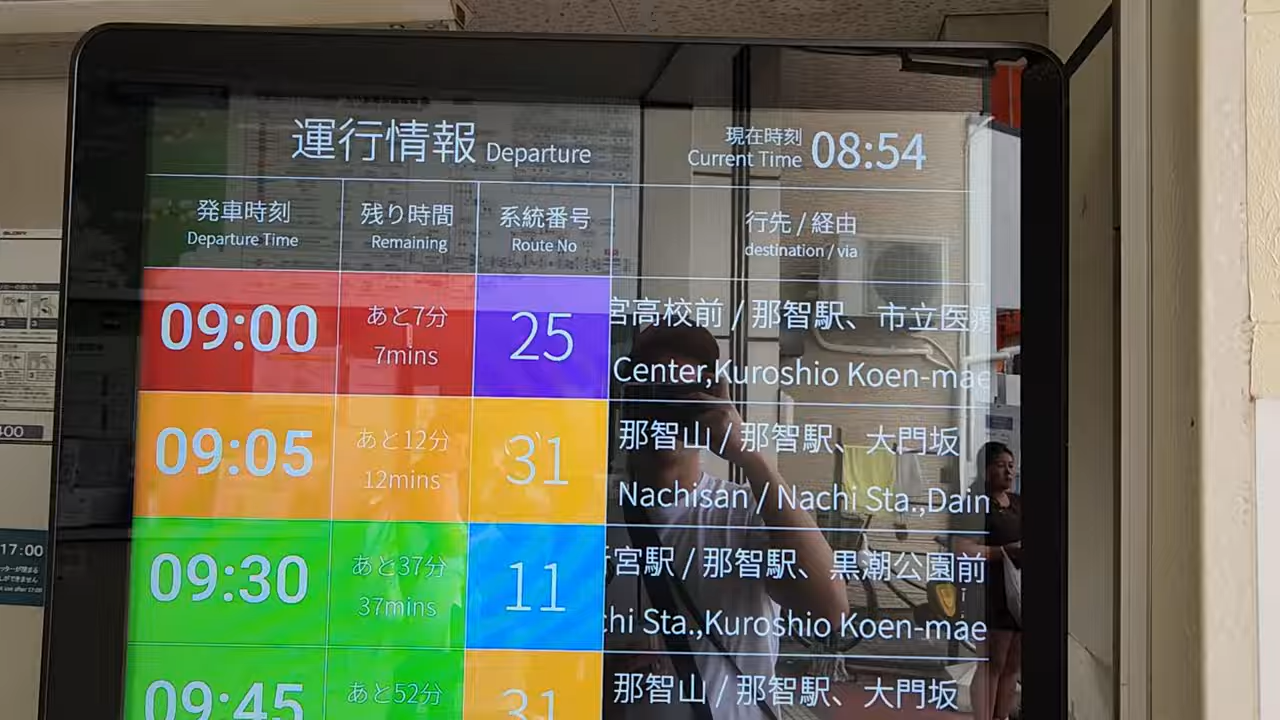 運行情報 Departure
現在時刻
Current Time 08:54
発車時刻
Departure Time
残り時間
Remaining
系統番号
Route No
行先 / 経由
destination / via
09:00
あと7分
7mins
25
宮高校前 / 那智駅、市立医療
Center,Kuroshio Koen-mae
09:05
あと12分
12mins
31
那智山 / 那智駅、大門坂
Nachisan / Nachi Sta.,Dain
09:30
あと37分
37mins
11
宮駅 / 那智駅、黒潮公園前
chi Sta.,Kuroshio Koen-mae
09:45
あと52分
31
那智山 / 那智駅、大門坂
GLORY
400
17:00